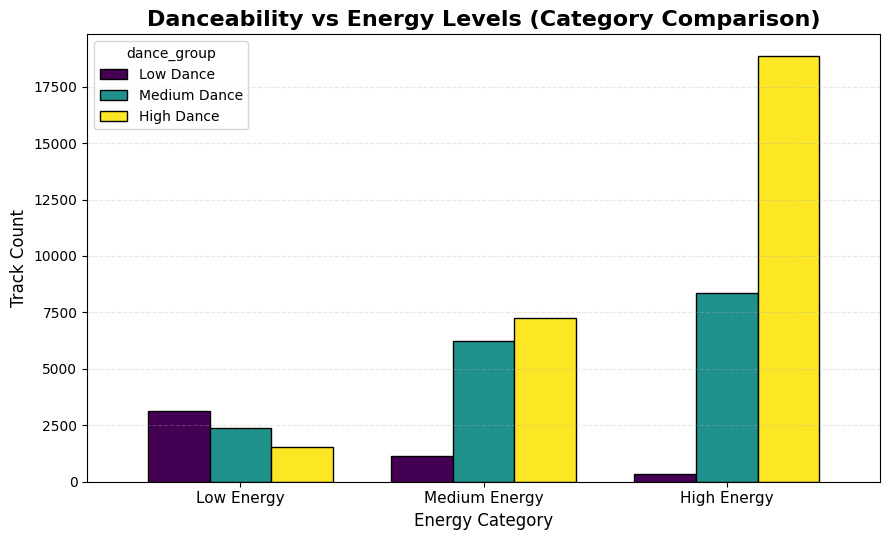 Danceability vs Energy Levels (Category Comparison)
dance_group
Low Dance
Medium Dance
High Dance
Track Count
17500
15000
12500
10000
7500
5000
2500
0
Low Energy
Medium Energy
High Energy
Energy Category